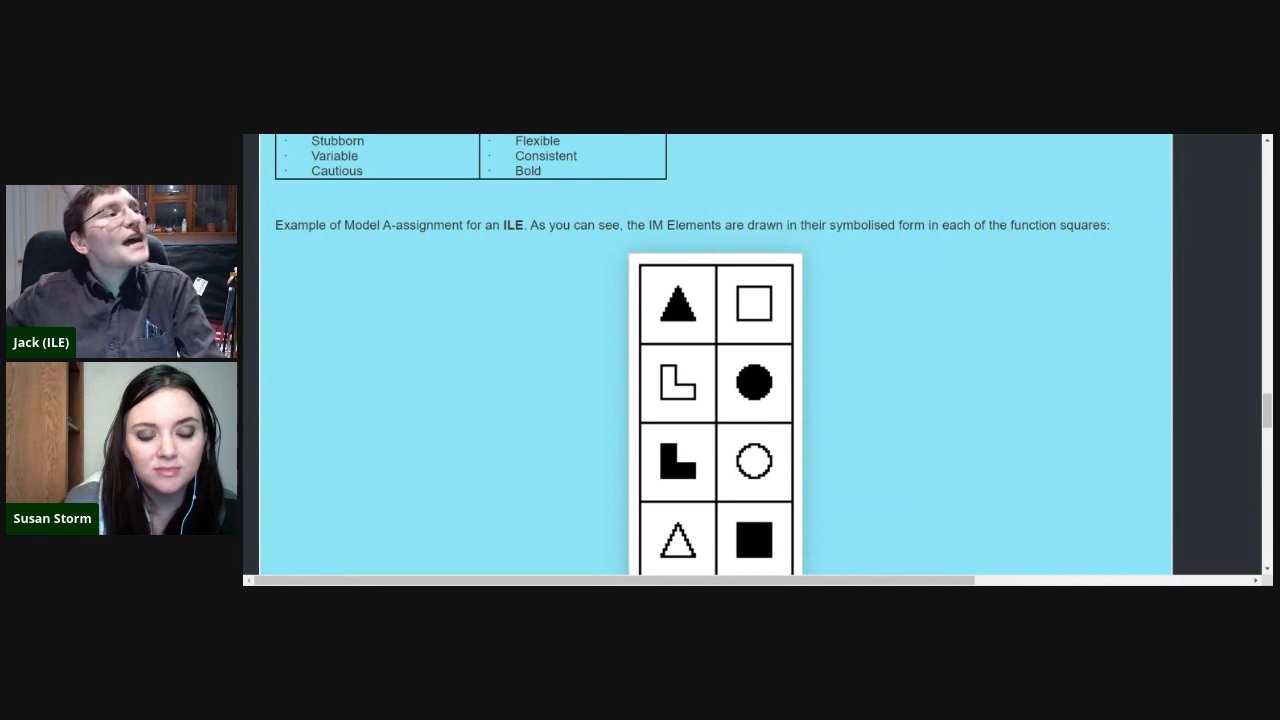 · Stubborn · Flexible
· Variable · Consistent
· Cautious · Bold
Example of Model A-assignment for an ILE. As you can see, the IM Elements are drawn in their symbolised form in each of the function squares:
Jack (ILE)
Susan Storm